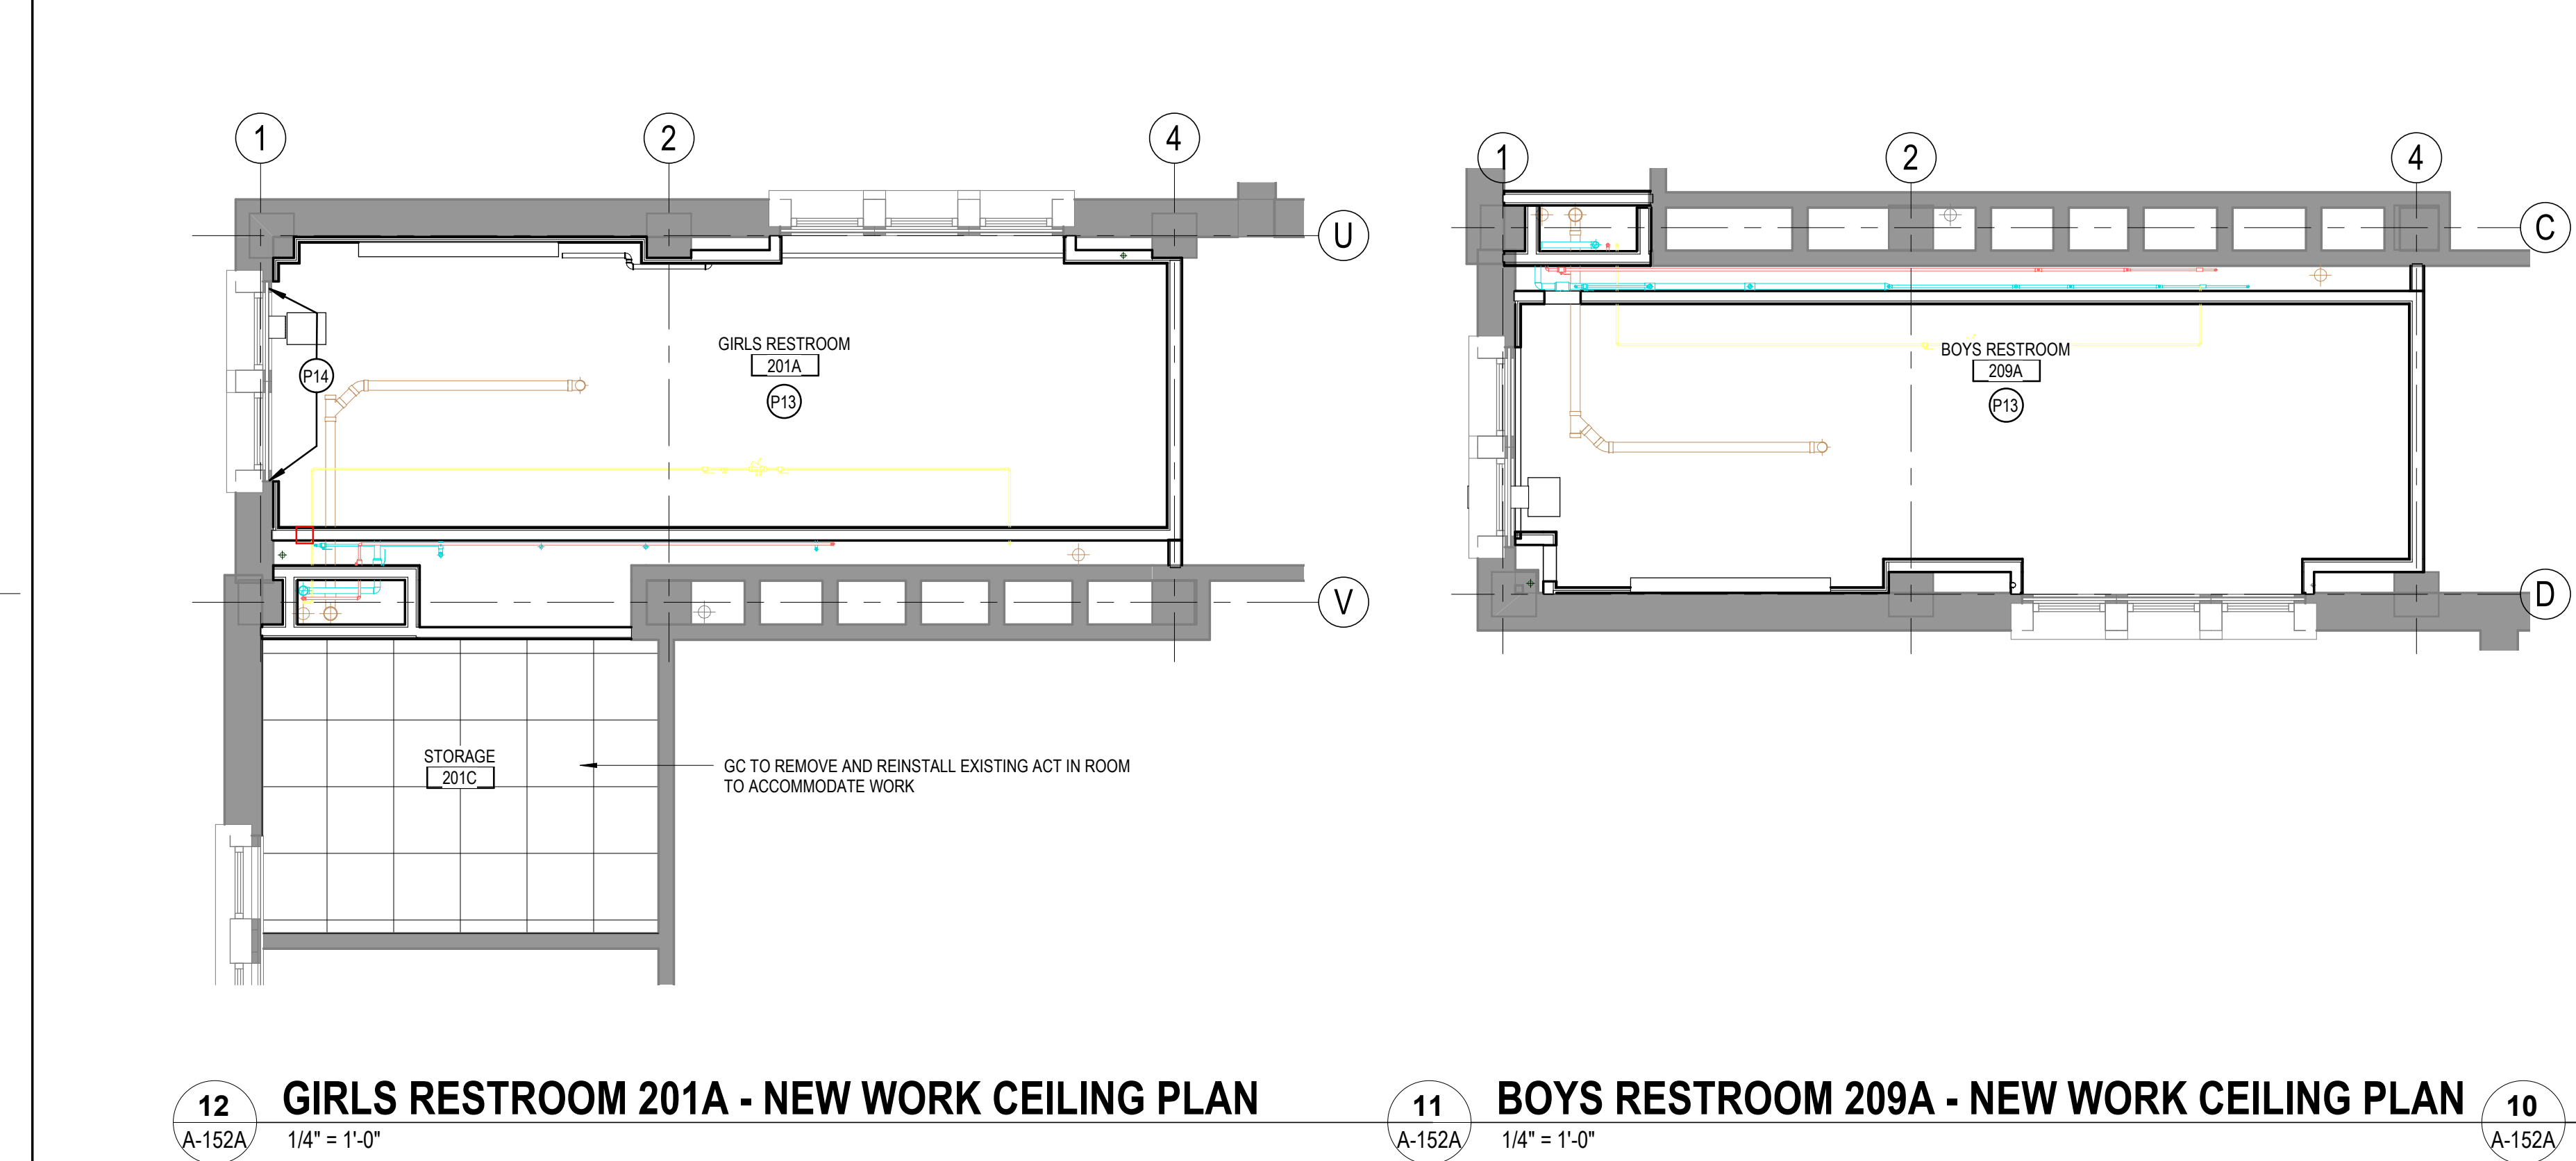 1
2
4
U
GIRLS RESTROOM
201A
P13
P14
V
STORAGE
201C
GC TO REMOVE AND REINSTALL EXISTING ACT IN ROOM
TO ACCOMMODATE WORK
12
A-152A
GIRLS RESTROOM 201A - NEW WORK CEILING PLAN
1/4" = 1'-0"
1
2
4
C
BOYS RESTROOM
209A
P13
D
11
A-152A
BOYS RESTROOM 209A - NEW WORK CEILING PLAN
1/4" = 1'-0"
10
A-152A